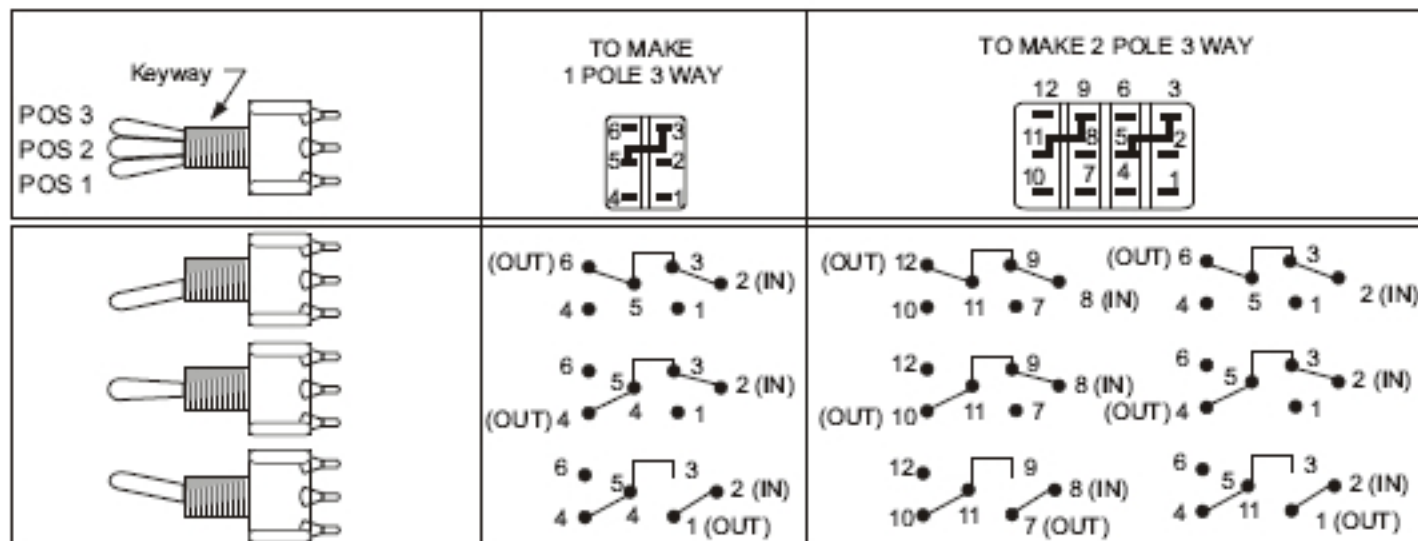 Keyway
POS 3
POS 2
POS 1
TO MAKE
1 POLE 3 WAY
6 3
5 2
4 1
TO MAKE 2 POLE 3 WAY
12 9 6 3
11 8 5 2
10 7 4 1
(OUT) 6 3 2 (IN)
4 5 1
(OUT) 12 9 8 (IN)
10 11 7
(OUT) 6 3 2 (IN)
4 5 1
6 5 3 2 (IN)
(OUT) 4 4 1
12 9 8 (IN)
(OUT) 10 11 7
6 5 3 2 (IN)
(OUT) 4 1
6 5 3 2 (IN)
4 4 1 (OUT)
12 9 8 (IN)
10 11 7 (OUT)
6 5 3 2 (IN)
4 11 1 (OUT)